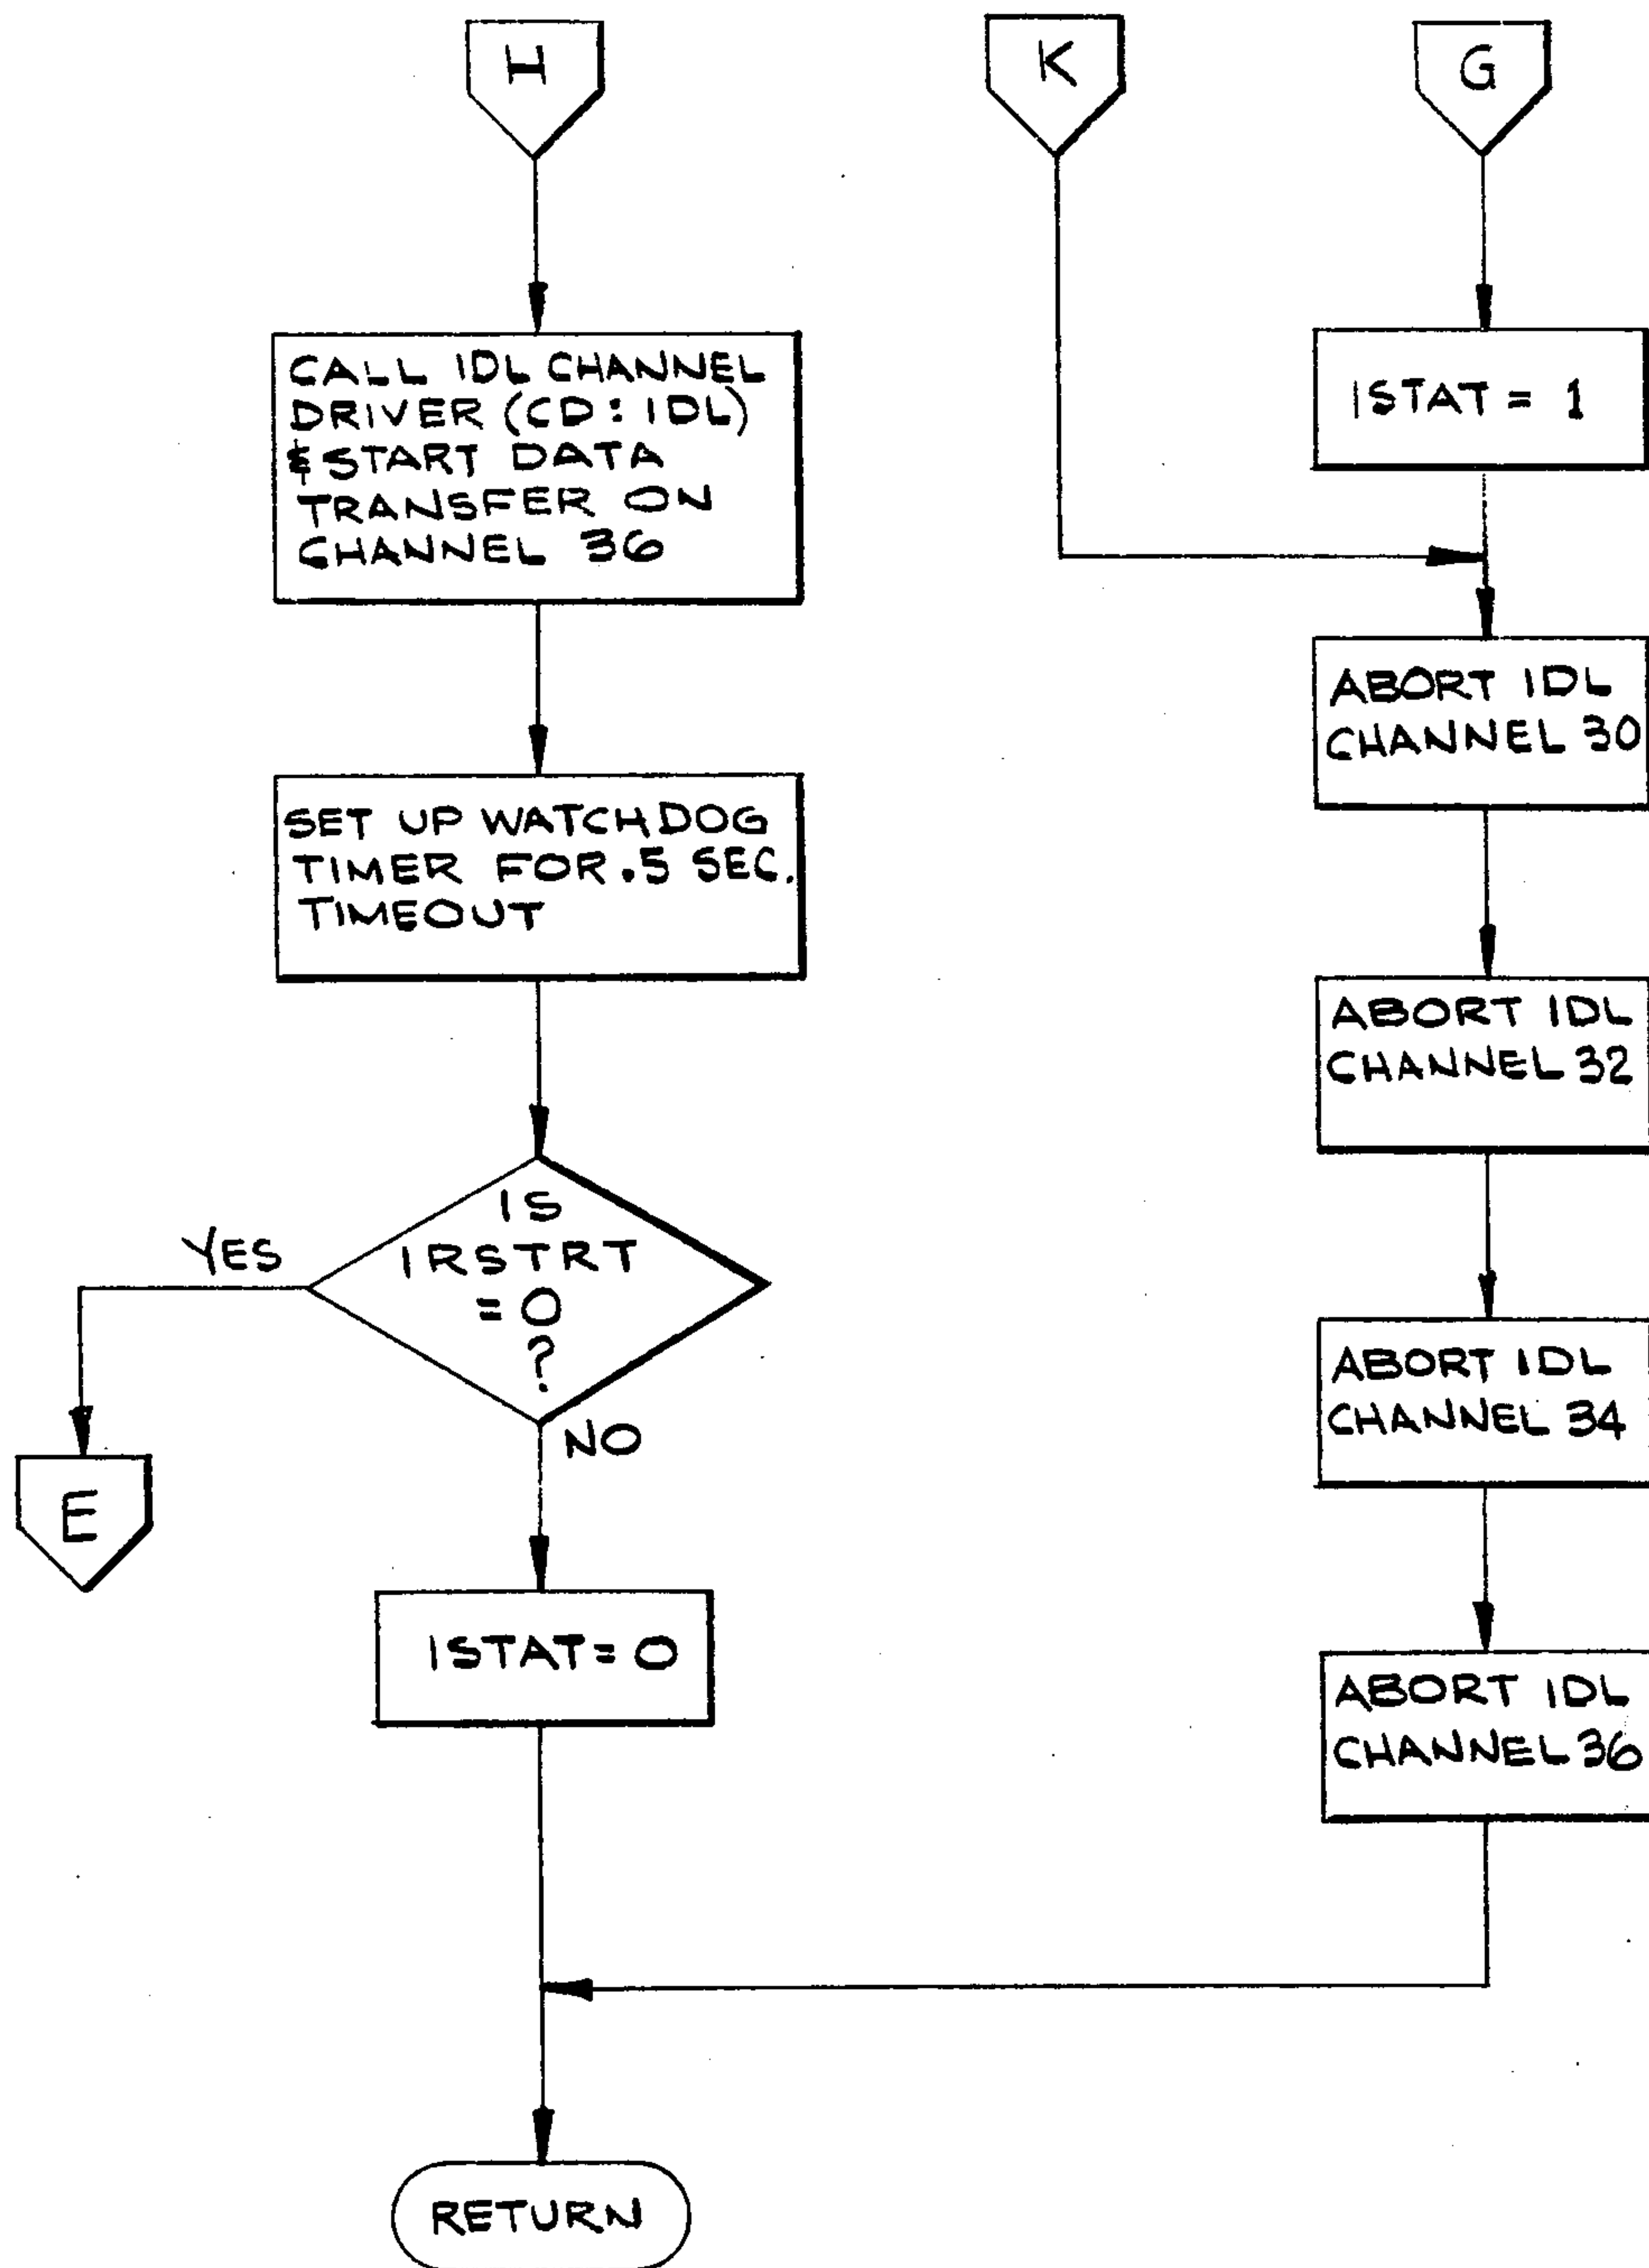 H
K
G
CALL IDL CHANNEL
DRIVER (CD: IDL)
& START DATA
TRANSFER ON
CHANNEL 36
ISTAT = 1
ABORT IDL
CHANNEL 30
SET UP WATCHDOG
TIMER FOR .5 SEC.
TIMEOUT
ABORT IDL
CHANNEL 32
IS
IRSTRT
= 0
?
YES
NO
E
ABORT IDL
CHANNEL 34
ISTAT = 0
ABORT IDL
CHANNEL 36
RETURN